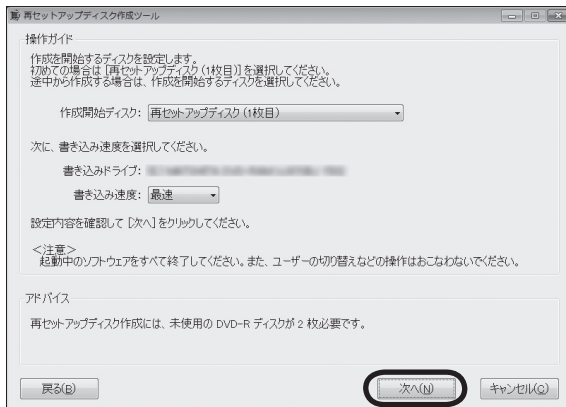 再セットアップディスク作成ツール
操作ガイド
作成を開始するディスクを設定します。
初めての場合は [再セットアップディスク(1枚目)] を選択してください。
途中から作成する場合は、作成を開始するディスクを選択してください。
作成開始ディスク: 再セットアップディスク(1枚目)
次に、書き込み速度を選択してください。
書き込みドライブ:
書き込み速度: 最速
設定内容を確認して [次へ] をクリックしてください。
<注意>
起動中のソフトウェアをすべて終了してください。また、ユーザーの切り替えなどの操作はおこなわないでください。
アドバイス
再セットアップディスク作成には、未使用の DVD-R ディスクが 2 枚必要です。
戻る(B) 次へ(N) キャンセル(C)